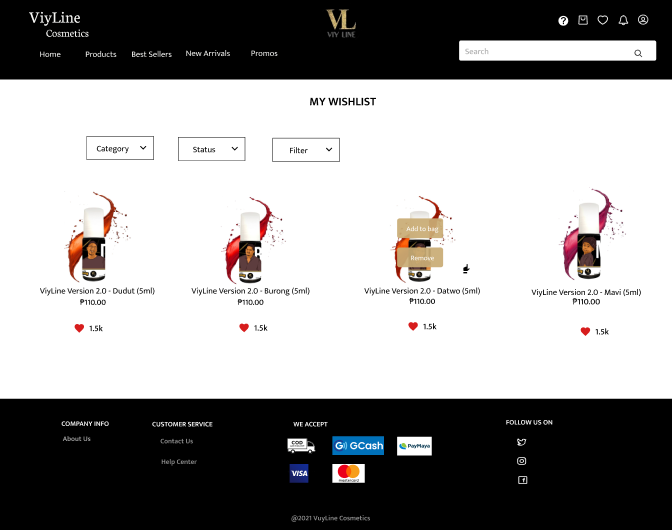 ViyLine
Cosmetics
VL
VIY LINE
Home Products Best Sellers New Arrivals Promos
Search
MY WISHLIST
Category Status Filter
Add to bag
Remove
ViyLine Version 2.0 - Dudut (5ml) ViyLine Version 2.0 - Burong (5ml) ViyLine Version 2.0 - Datwo (5ml) ViyLine Version 2.0 - Mavi (5ml)
₱110.00 ₱110.00 ₱110.00 ₱110.00
1.5k 1.5k 1.5k 1.5k
COMPANY INFO CUSTOMER SERVICE WE ACCEPT FOLLOW US ON
About Us Contact Us
Help Center
COD GCash PayMaya
VISA mastercard
@2021 VuyLine Cosmetics